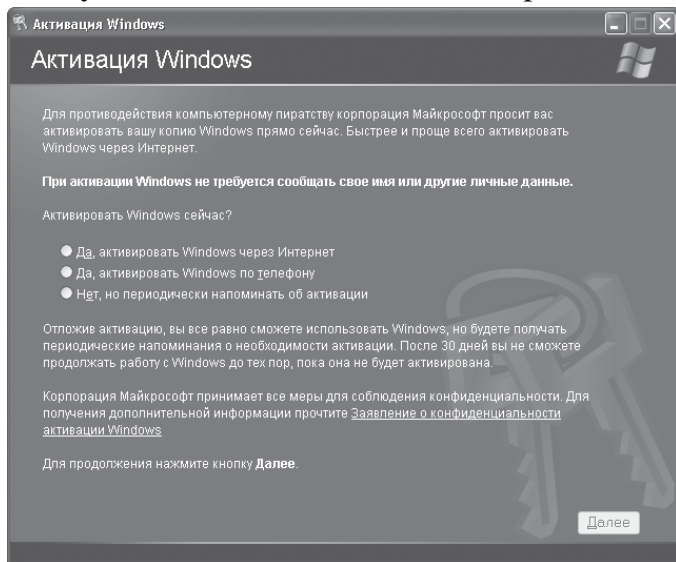 Активация Windows
Активация Windows
Для противодействия компьютерному пиратству корпорация Майкрософт просит вас
активировать вашу копию Windows прямо сейчас. Быстрее и проще всего активировать
Windows через Интернет.
При активации Windows не требуется сообщать свое имя или другие личные данные.
Активировать Windows сейчас?
Да, активировать Windows через Интернет
Да, активировать Windows по телефону
Нет, но периодически напоминать об активации
Отложив активацию, вы все равно сможете использовать Windows, но будете получать
периодические напоминания о необходимости активации. После 30 дней вы не сможете
продолжать работу с Windows до тех пор, пока она не будет активирована.
Корпорация Майкрософт принимает все меры для соблюдения конфиденциальности. Для
получения дополнительной информации прочтите Заявление о конфиденциальности
активации Windows
Для продолжения нажмите кнопку Далее.
Далее